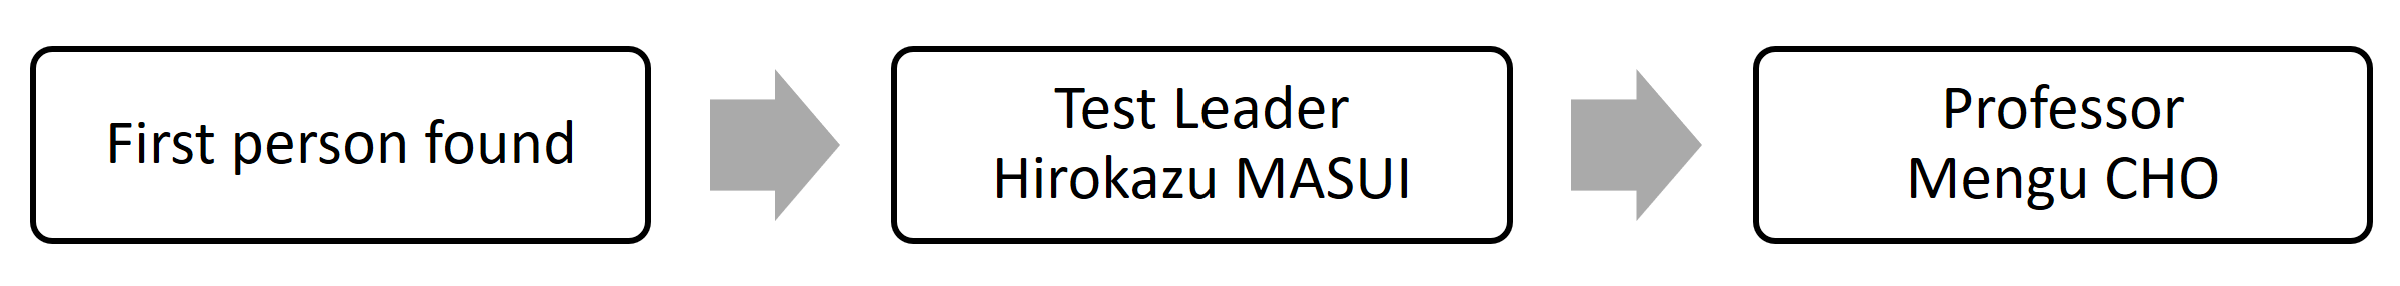 First person found
Test Leader
Hirokazu MASUI
Professor
Mengu CHO